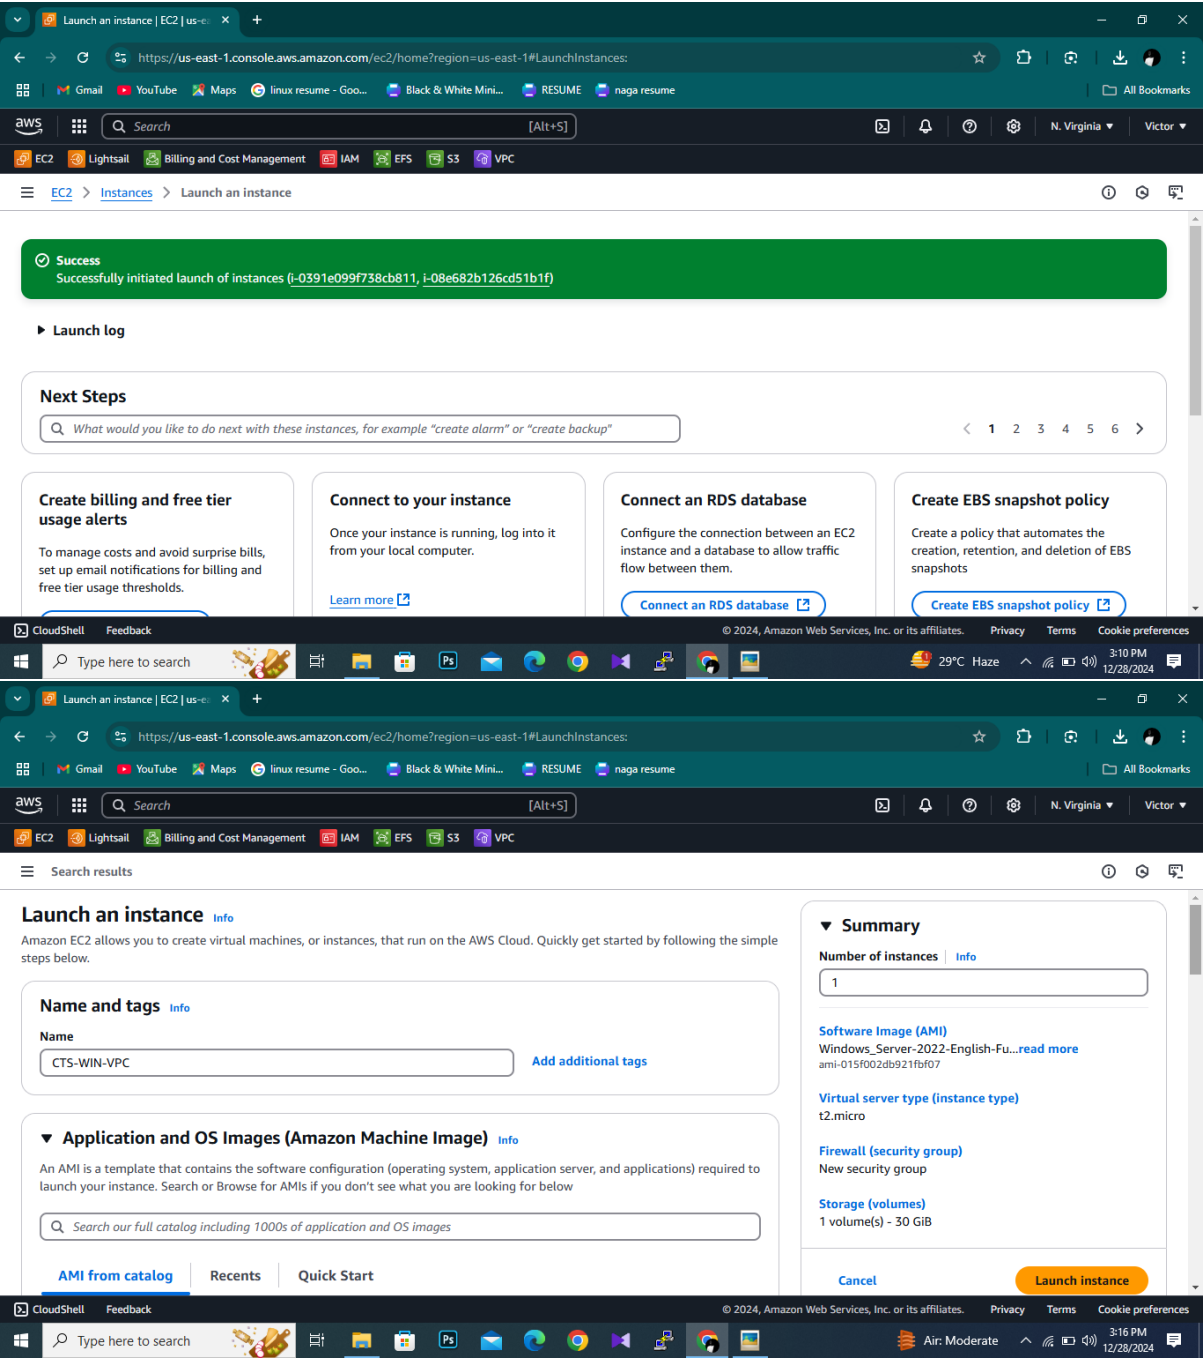 Launch an instance | EC2 | us-ea
https://us-east-1.console.aws.amazon.com/ec2/home?region=us-east-1#LaunchInstances:
Gmail YouTube Maps linux resume - Goo... Black & White Mini... RESUME naga resume All Bookmarks
aws Search [Alt+S] N. Virginia Victor
EC2 Lightsail Billing and Cost Management IAM EFS S3 VPC
EC2 Instances Launch an instance
Success
Successfully initiated launch of instances (i-0391e099f738cb811, i-08e682b126cd51b1f)
Launch log
Next Steps
What would you like to do next with these instances, for example "create alarm" or "create backup"
1 2 3 4 5 6
Create billing and free tier
usage alerts
To manage costs and avoid surprise bills,
set up email notifications for billing and
free tier usage thresholds.
Connect to your instance
Once your instance is running, log into it
from your local computer.
Learn more
Connect an RDS database
Configure the connection between an EC2
instance and a database to allow traffic
flow between them.
Connect an RDS database
Create EBS snapshot policy
Create a policy that automates the
creation, retention, and deletion of EBS
snapshots
Create EBS snapshot policy
CloudShell Feedback © 2024, Amazon Web Services, Inc. or its affiliates. Privacy Terms Cookie preferences
Type here to search Ps 29°C Haze 3:10 PM
12/28/2024
Launch an instance | EC2 | us-ea
https://us-east-1.console.aws.amazon.com/ec2/home?region=us-east-1#LaunchInstances:
Gmail YouTube Maps linux resume - Goo... Black & White Mini... RESUME naga resume All Bookmarks
aws Search [Alt+S] N. Virginia Victor
EC2 Lightsail Billing and Cost Management IAM EFS S3 VPC
Search results
Launch an instance Info
Amazon EC2 allows you to create virtual machines, or instances, that run on the AWS Cloud. Quickly get started by following the simple
steps below.
Name and tags Info
Name
CTS-WIN-VPC Add additional tags
Application and OS Images (Amazon Machine Image) Info
An AMI is a template that contains the software configuration (operating system, application server, and applications) required to
launch your instance. Search or Browse for AMIs if you don't see what you are looking for below
Search our full catalog including 1000s of application and OS images
AMI from catalog Recents Quick Start
Summary
Number of instances Info
1
Software Image (AMI)
Windows_Server-2022-English-Fu...read more
ami-015f002db921fbf07
Virtual server type (instance type)
t2.micro
Firewall (security group)
New security group
Storage (volumes)
1 volume(s) - 30 GiB
Cancel Launch instance
CloudShell Feedback © 2024, Amazon Web Services, Inc. or its affiliates. Privacy Terms Cookie preferences
Type here to search Ps Air: Moderate 3:16 PM
12/28/2024